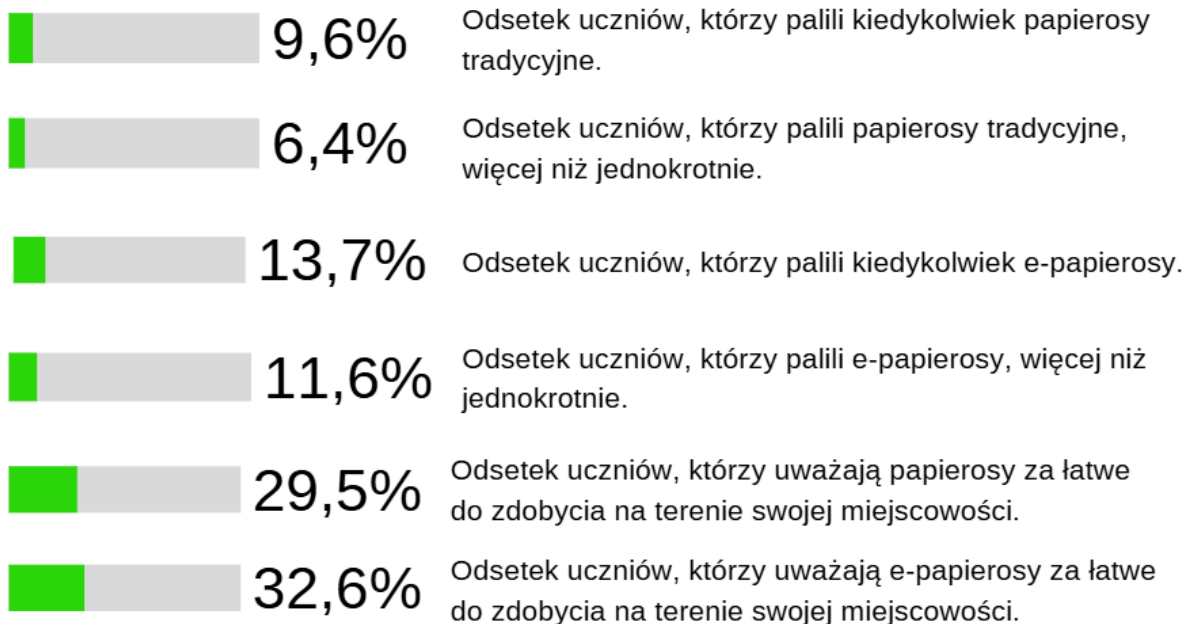 9,6%
Odsetek uczniów, którzy palili kiedykolwiek papierosy
tradycyjne.
6,4%
Odsetek uczniów, którzy palili papierosy tradycyjne,
więcej niż jednokrotnie.
13,7%
Odsetek uczniów, którzy palili kiedykolwiek e-papierosy.
11,6%
Odsetek uczniów, którzy palili e-papierosy, więcej niż
jednokrotnie.
29,5%
Odsetek uczniów, którzy uważają papierosy za łatwe
do zdobycia na terenie swojej miejscowości.
32,6%
Odsetek uczniów, którzy uważają e-papierosy za łatwe
do zdobycia na terenie swojej miejscowości.